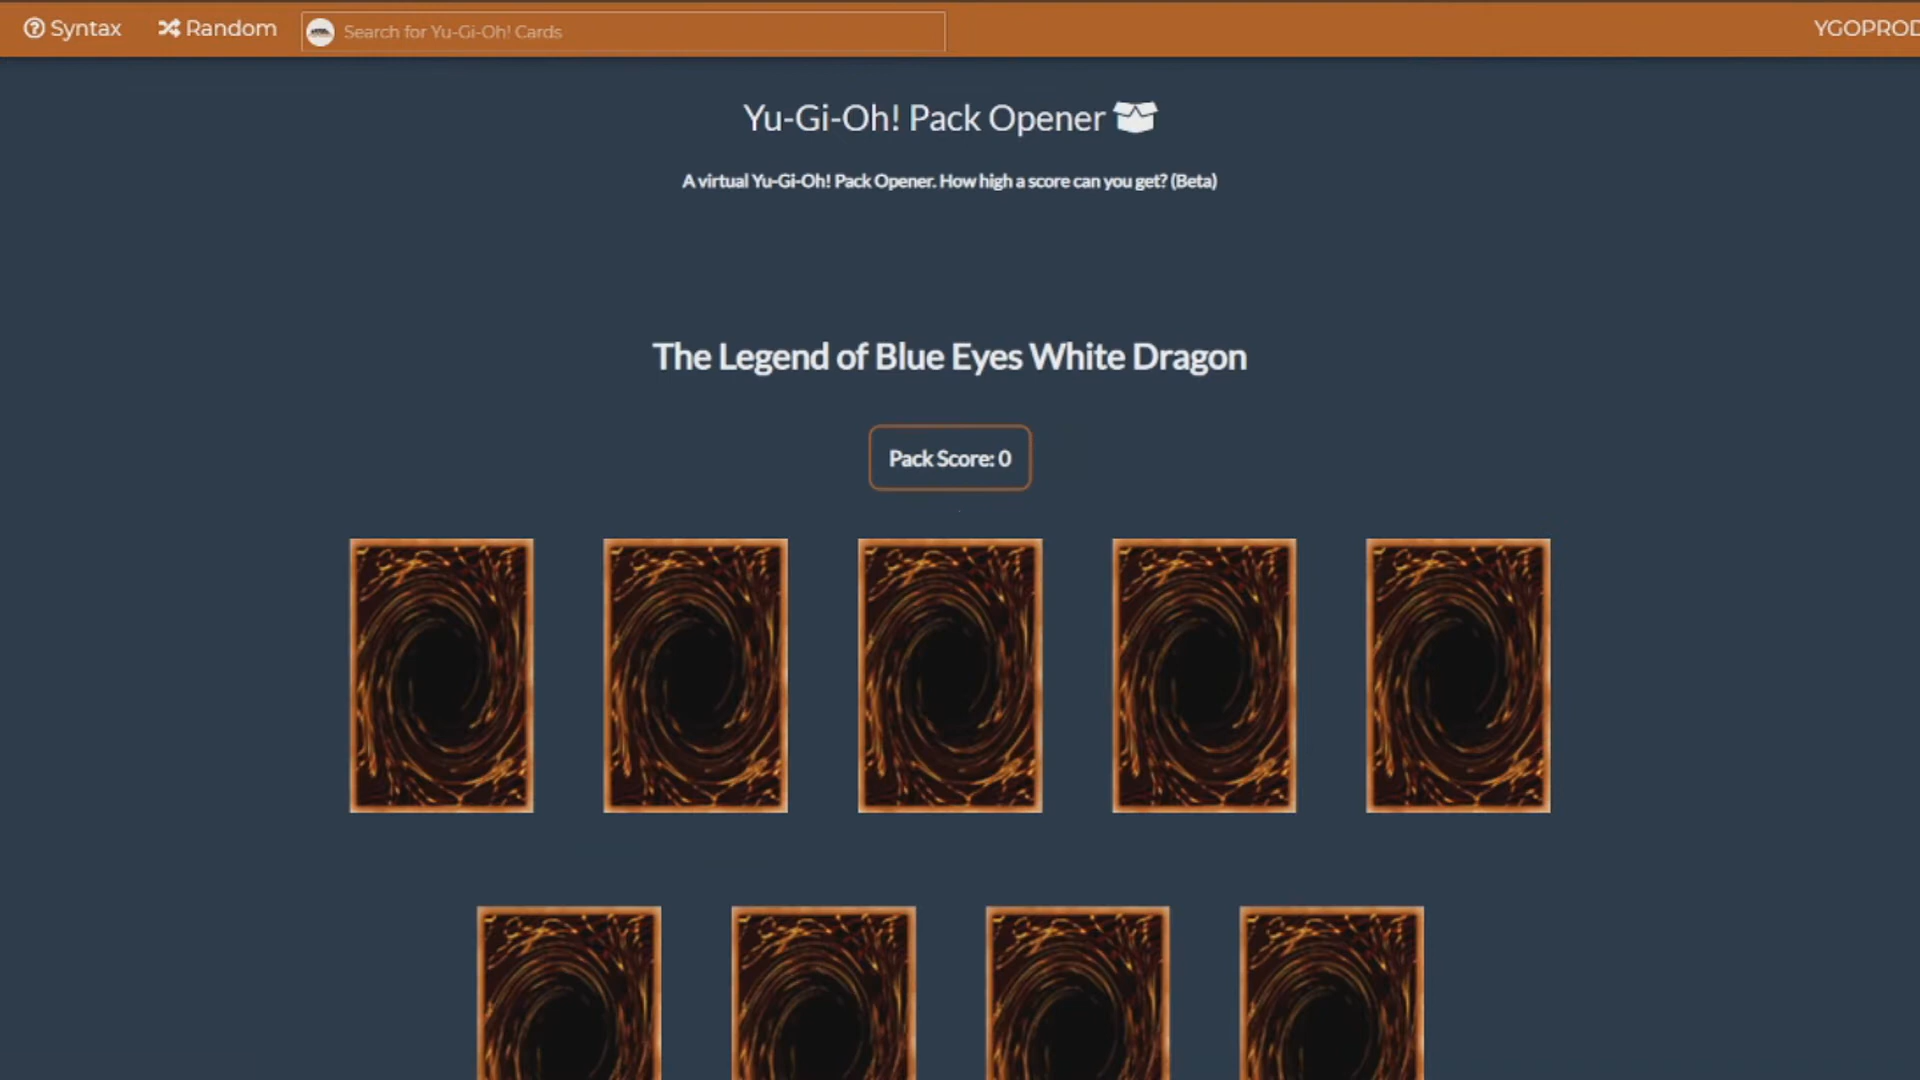 Syntax
Random
Search for Yu-Gi-Oh! Cards
YGOPROD
Yu-Gi-Oh! Pack Opener
A virtual Yu-Gi-Oh! Pack Opener. How high a score can you get? (Beta)
The Legend of Blue Eyes White Dragon
Pack Score: 0